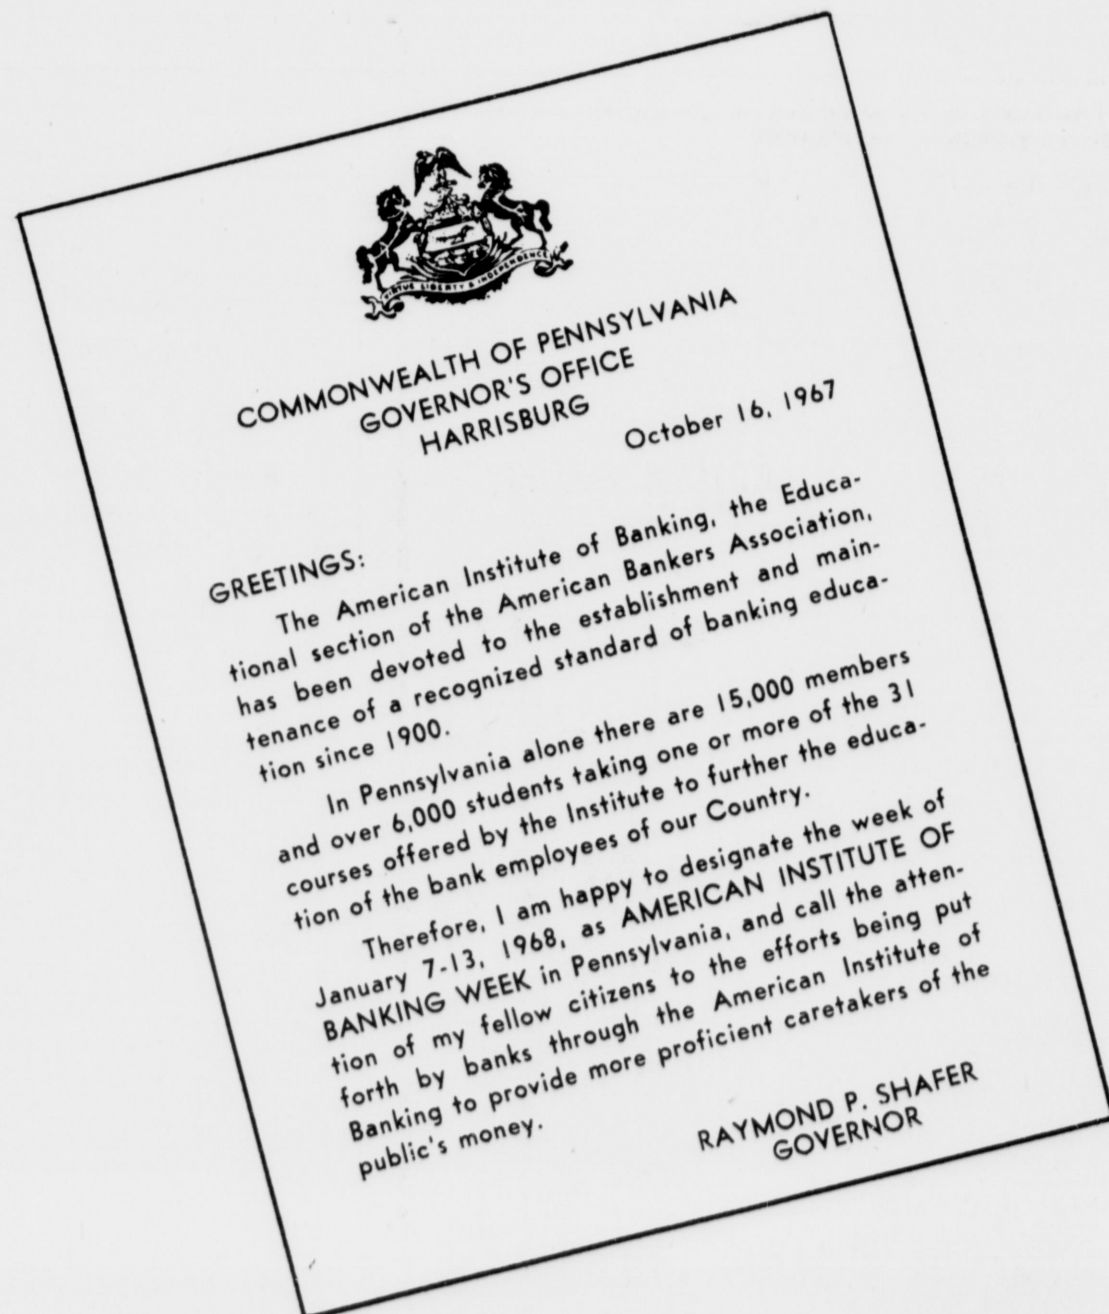 VIRTUE LIBERTY & INDEPENDENCE
COMMONWEALTH OF PENNSYLVANIA
GOVERNOR'S OFFICE
HARRISBURG
October 16, 1967
GREETINGS:
The American Institute of Banking, the Educa-
tional section of the American Bankers Association,
has been devoted to the establishment and main-
tenance of a recognized standard of banking educa-
tion since 1900.
In Pennsylvania alone there are 15,000 members
and over 6,000 students taking one or more of the 31
courses offered by the Institute to further the educa-
tion of the bank employees of our Country.
Therefore, I am happy to designate the week of
January 7-13, 1968, as AMERICAN INSTITUTE OF
BANKING WEEK in Pennsylvania, and call the atten-
tion of my fellow citizens to the efforts being put
forth by banks through the American Institute of
Banking to provide more proficient caretakers of the
public's money.
RAYMOND P. SHAFER
GOVERNOR